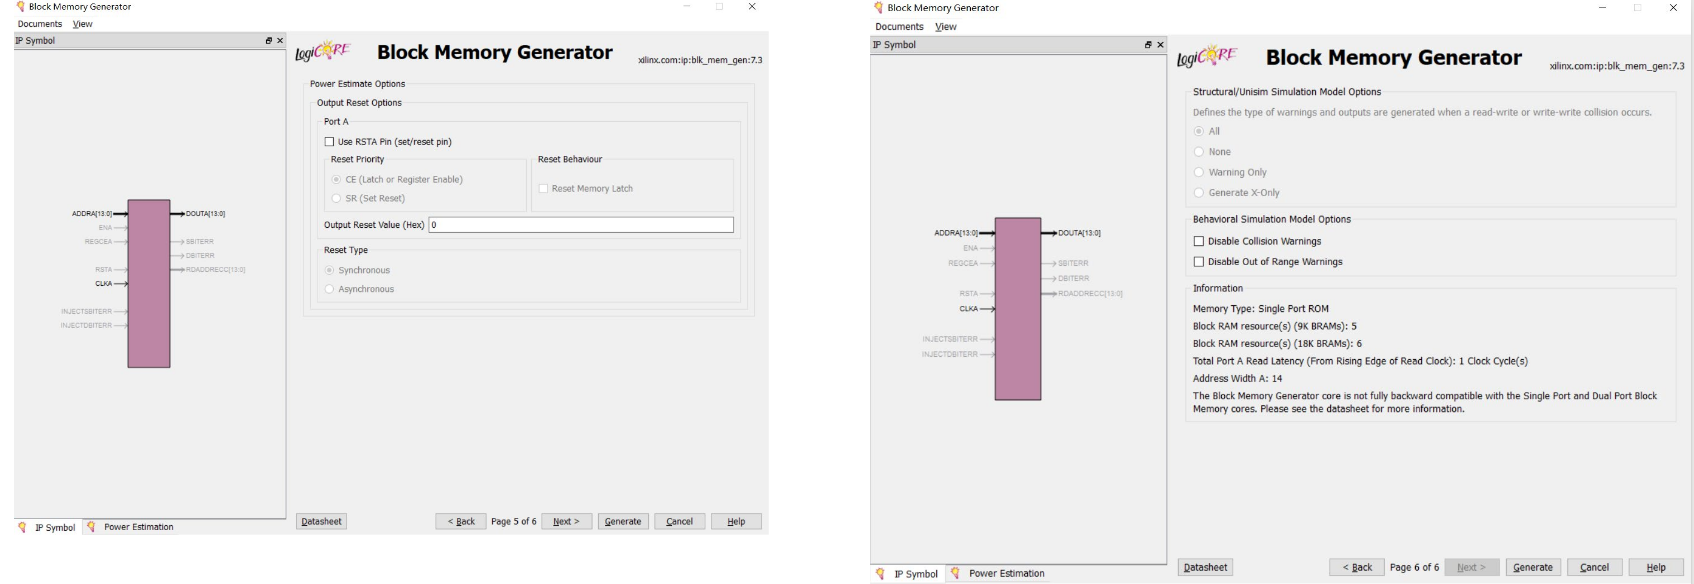 Block Memory Generator
Documents View
IP Symbol
LogiCORE
Block Memory Generator
xilinx.com:ip:blk_mem_gen:7.3
Power Estimate Options
Output Reset Options
Port A
Use RSTA Pin (set/reset pin)
Reset Priority
CE (Latch or Register Enable)
SR (Set Reset)
Reset Behaviour
Reset Memory Latch
Output Reset Value (Hex) 0
Reset Type
Synchronous
Asynchronous
ADDRA[13:0] DOUTA[13:0]
ENA
REGCEA SBITERR
DBITERR
RSTA RDADDRECC[13:0]
CLKA
INJECTSBITERR
INJECTDBITERR
IP Symbol Power Estimation
Datasheet < Back Page 5 of 6 Next > Generate Cancel Help
Block Memory Generator
Documents View
IP Symbol
LogiCORE
Block Memory Generator
xilinx.com:ip:blk_mem_gen:7.3
Structural/Unisim Simulation Model Options
Defines the type of warnings and outputs are generated when a read-write or write-write collision occurs.
All
None
Warning Only
Generate X-Only
Behavioral Simulation Model Options
Disable Collision Warnings
Disable Out of Range Warnings
Information
Memory Type: Single Port ROM
Block RAM resource(s) (9K BRAMs): 5
Block RAM resource(s) (18K BRAMs): 6
Total Port A Read Latency (From Rising Edge of Read Clock): 1 Clock Cycle(s)
Address Width A: 14
The Block Memory Generator core is not fully backward compatible with the Single Port and Dual Port Block
Memory cores. Please see the datasheet for more information.
ADDRA[13:0] DOUTA[13:0]
ENA
REGCEA SBITERR
DBITERR
RSTA RDADDRECC[13:0]
CLKA
INJECTSBITERR
INJECTDBITERR
IP Symbol Power Estimation
Datasheet < Back Page 6 of 6 Next > Generate Cancel Help